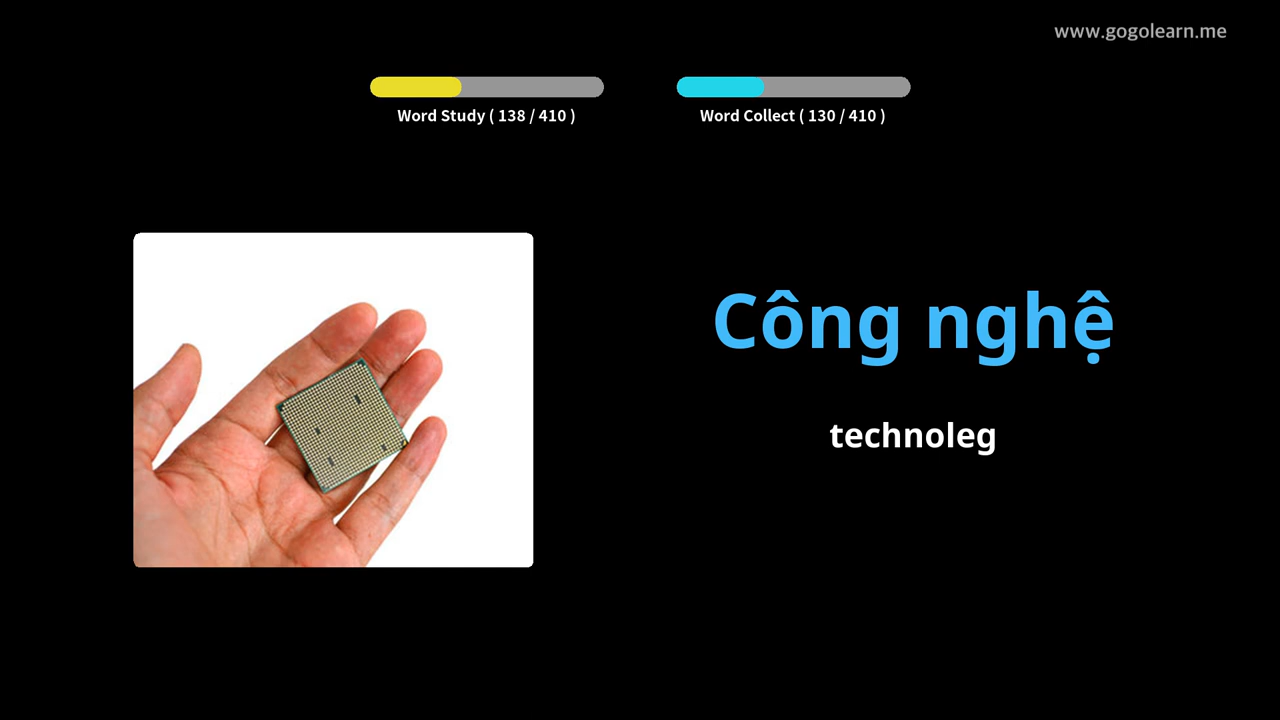 www.gogolearn.me
Word Study ( 138 / 410 )
Word Collect ( 130 / 410 )
Công nghệ
technoleg